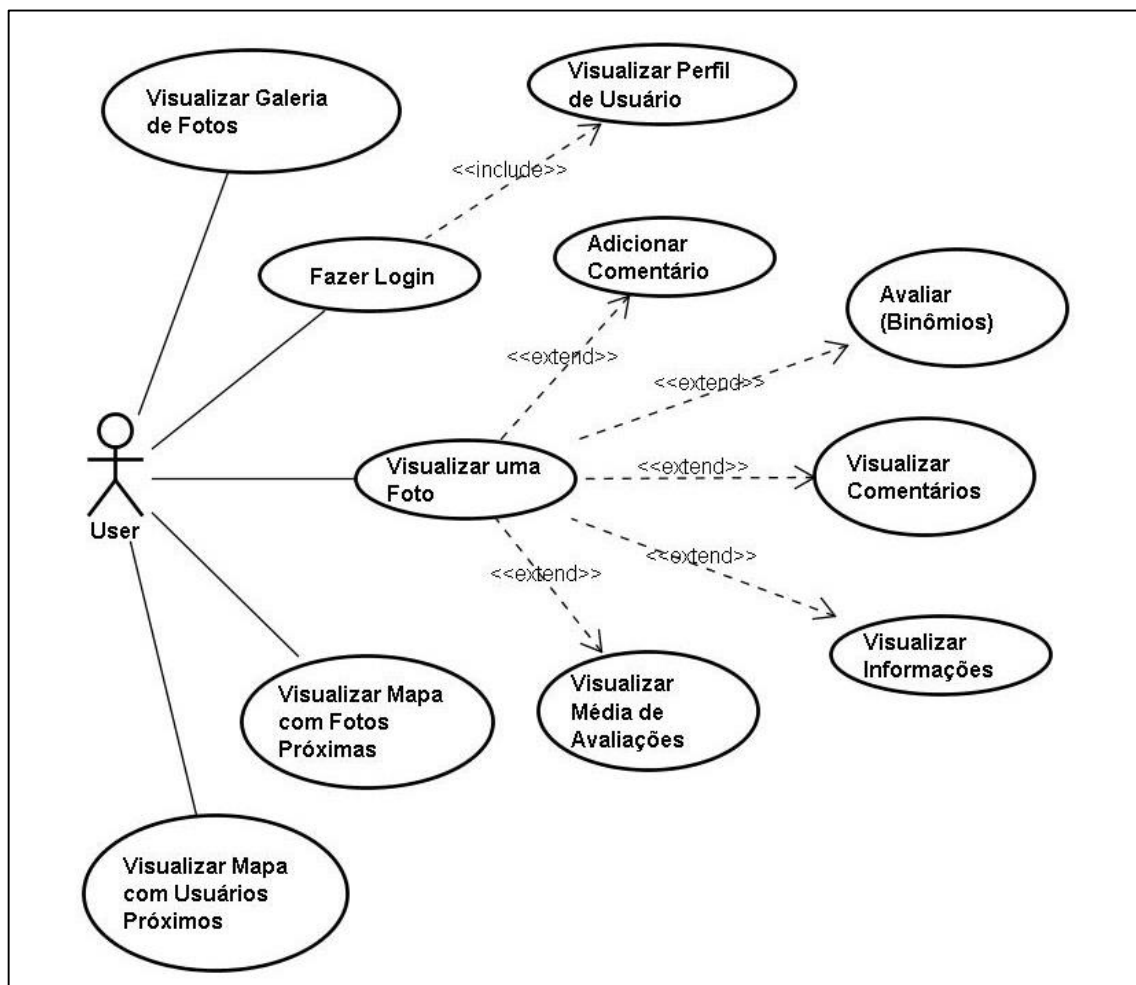 Visualizar Galeria
de Fotos
Visualizar Perfil
de Usuário
<<include>>
Fazer Login
Adicionar
Comentário
Avaliar
(Binômios)
<<extend>>
<<extend>>
Visualizar uma
Foto
<<extend>>
Visualizar
Comentários
User
<<extend>>
<<extend>>
Visualizar
Informações
Visualizar Mapa
com Fotos
Próximas
Visualizar
Média de
Avaliações
Visualizar Mapa
com Usuários
Próximos